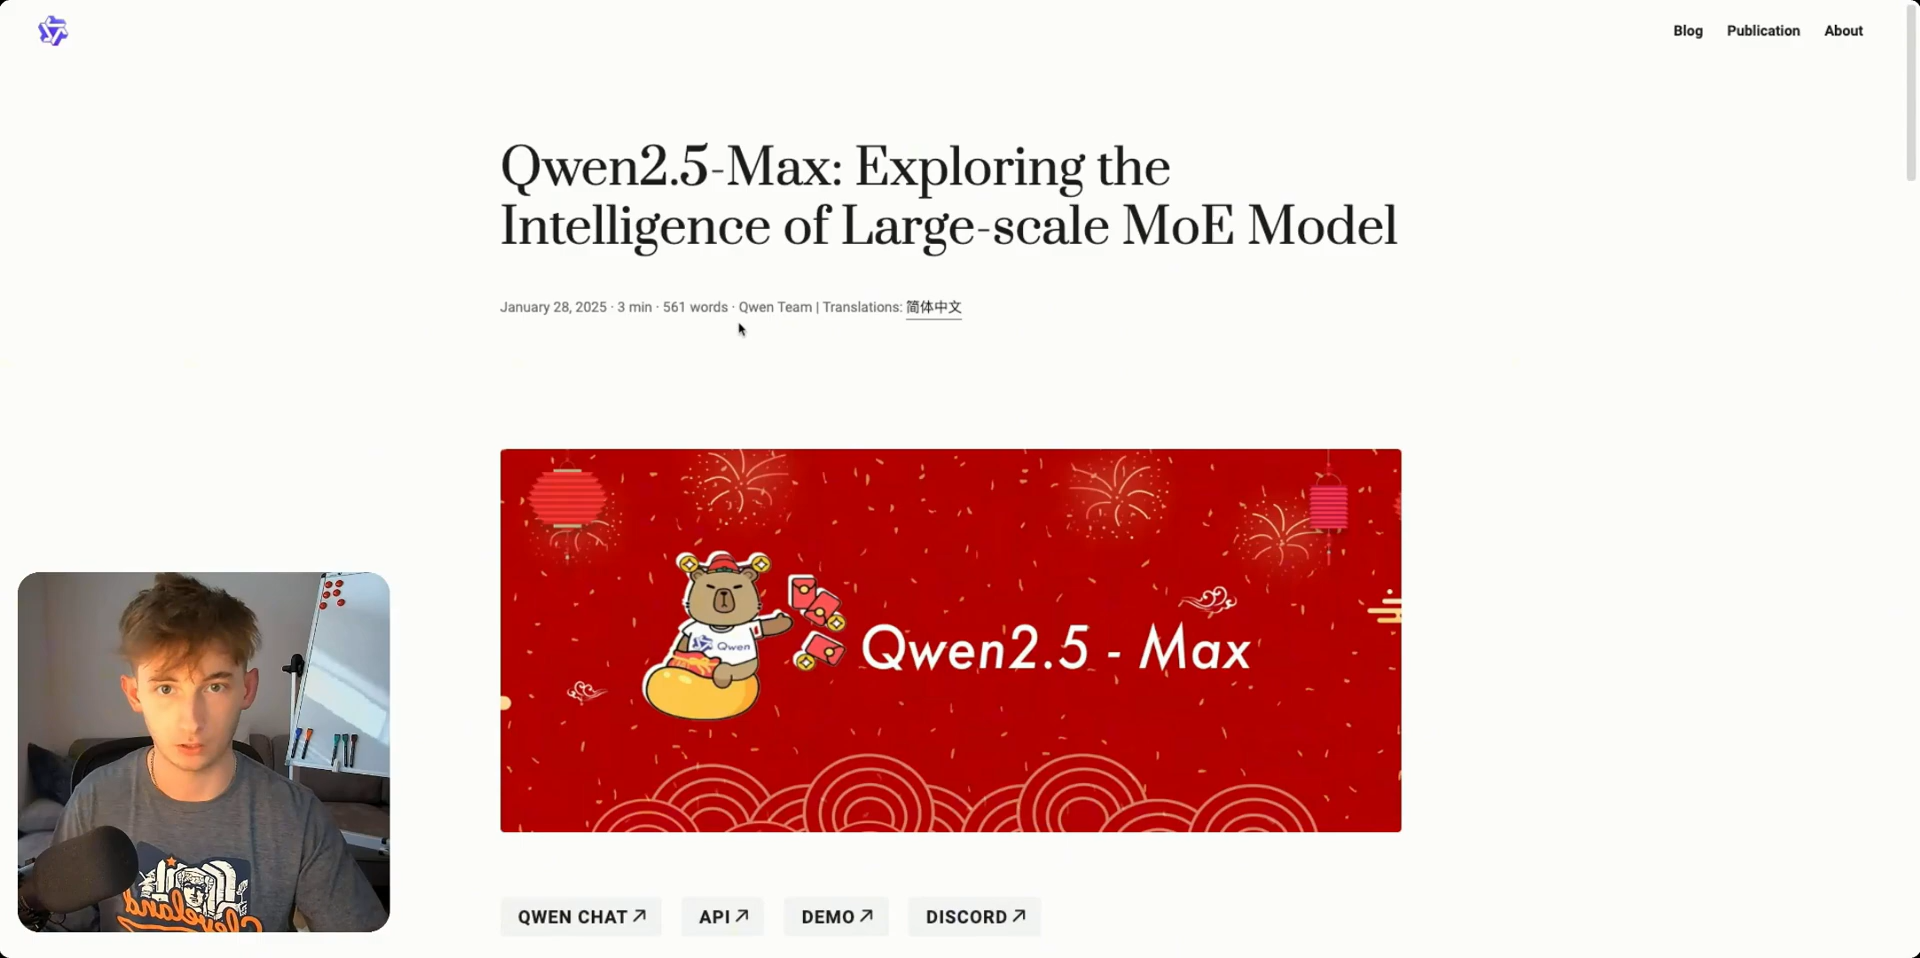 Blog Publication About
Qwen2.5-Max: Exploring the
Intelligence of Large-scale MoE Model
January 28, 2025 · 3 min · 561 words · Qwen Team | Translations: 简体中文
Qwen
Qwen2.5 - Max
QWEN CHAT↗ API↗ DEMO↗ DISCORD↗
Cleveland